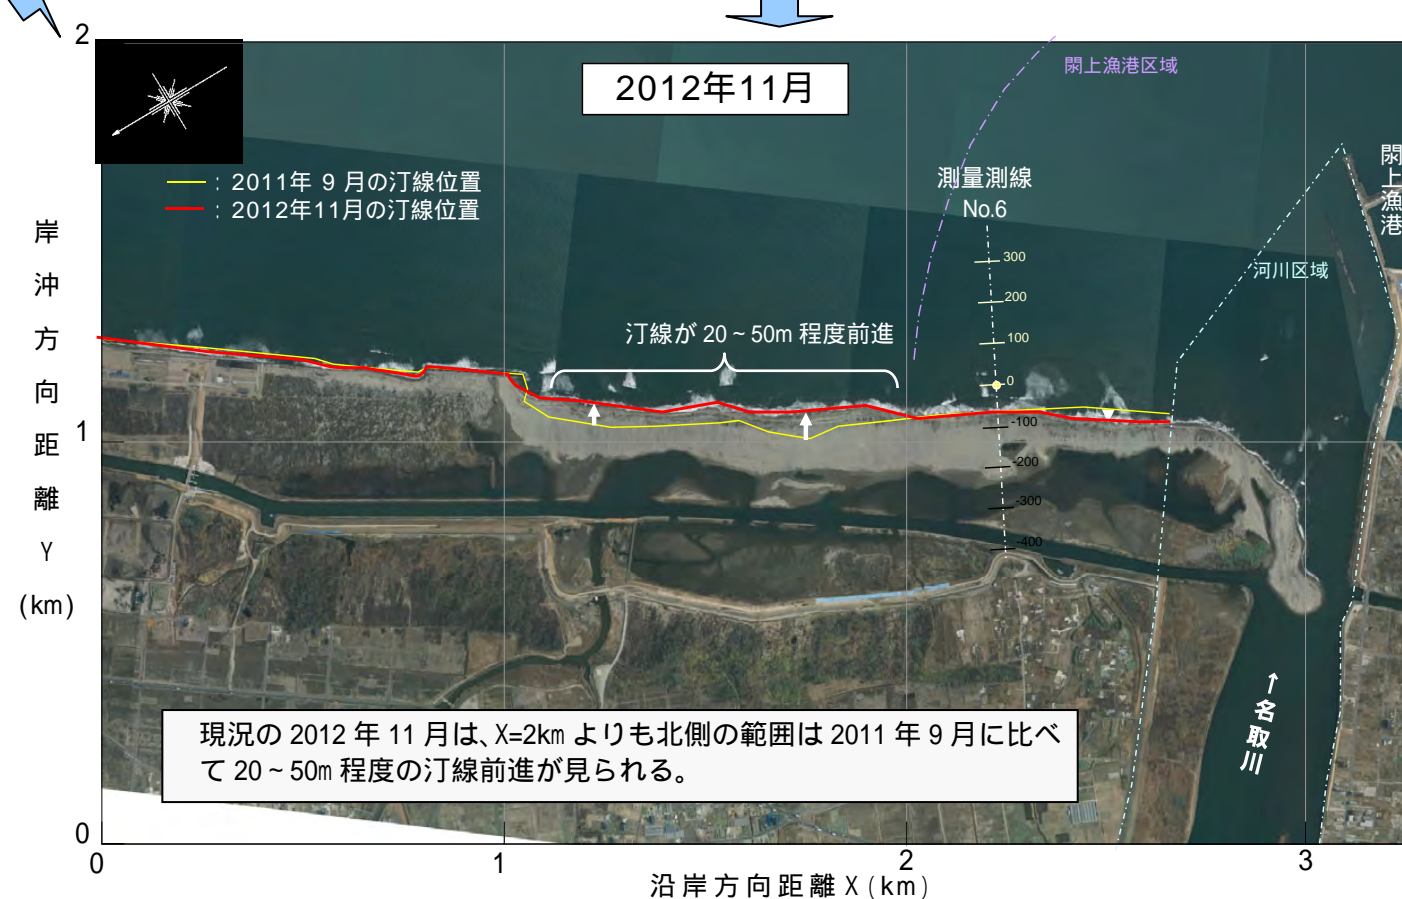 2
2012年11月
閖上漁港区域
閖上漁港
：2011年 9 月の汀線位置
：2012年11月の汀線位置
測量測線
No.6
300
200
100
0
-100
-200
-300
-400
河川区域
汀線が 20~50m 程度前進
岸沖方向距離 Y (km)
1
↑名取川
現況の 2012 年 11 月は、X=2km よりも北側の範囲は 2011 年 9 月に比べ
て 20~50m 程度の汀線前進が見られる。
0
0
1
2
3
沿岸方向距離 X (km)